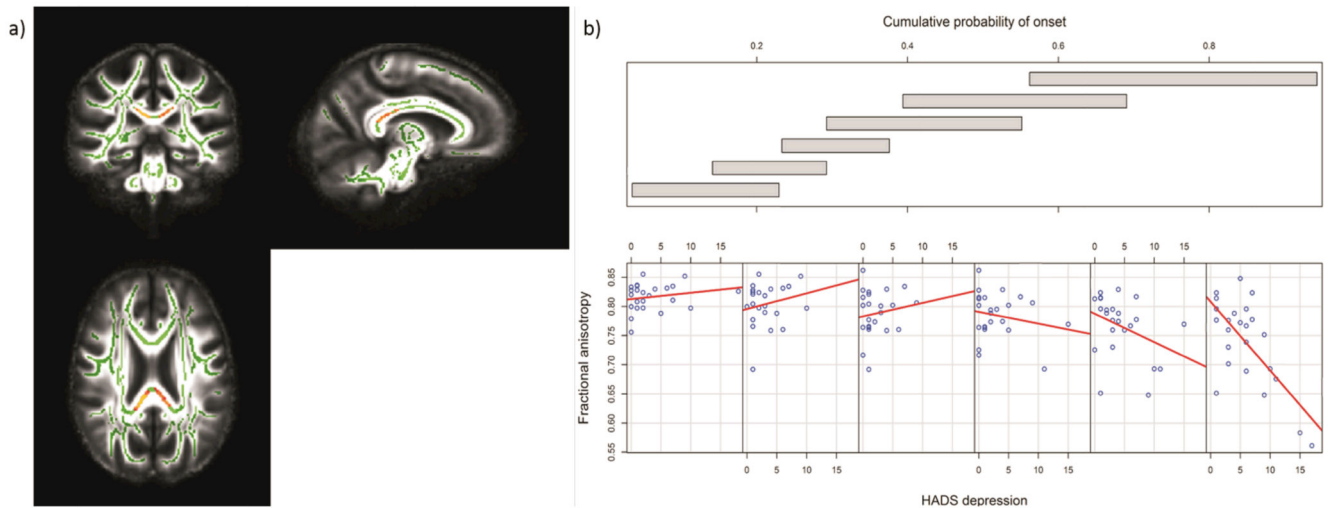 a)
b)
Cumulative probability of onset
0.2 0.4 0.6 0.8
0 5 10 15 0 5 10 15 0 5 10 15
Fractional anisotropy
0.85
0.80
0.75
0.70
0.65
0.60
0.55
0 5 10 15 0 5 10 15 0 5 10 15
HADS depression